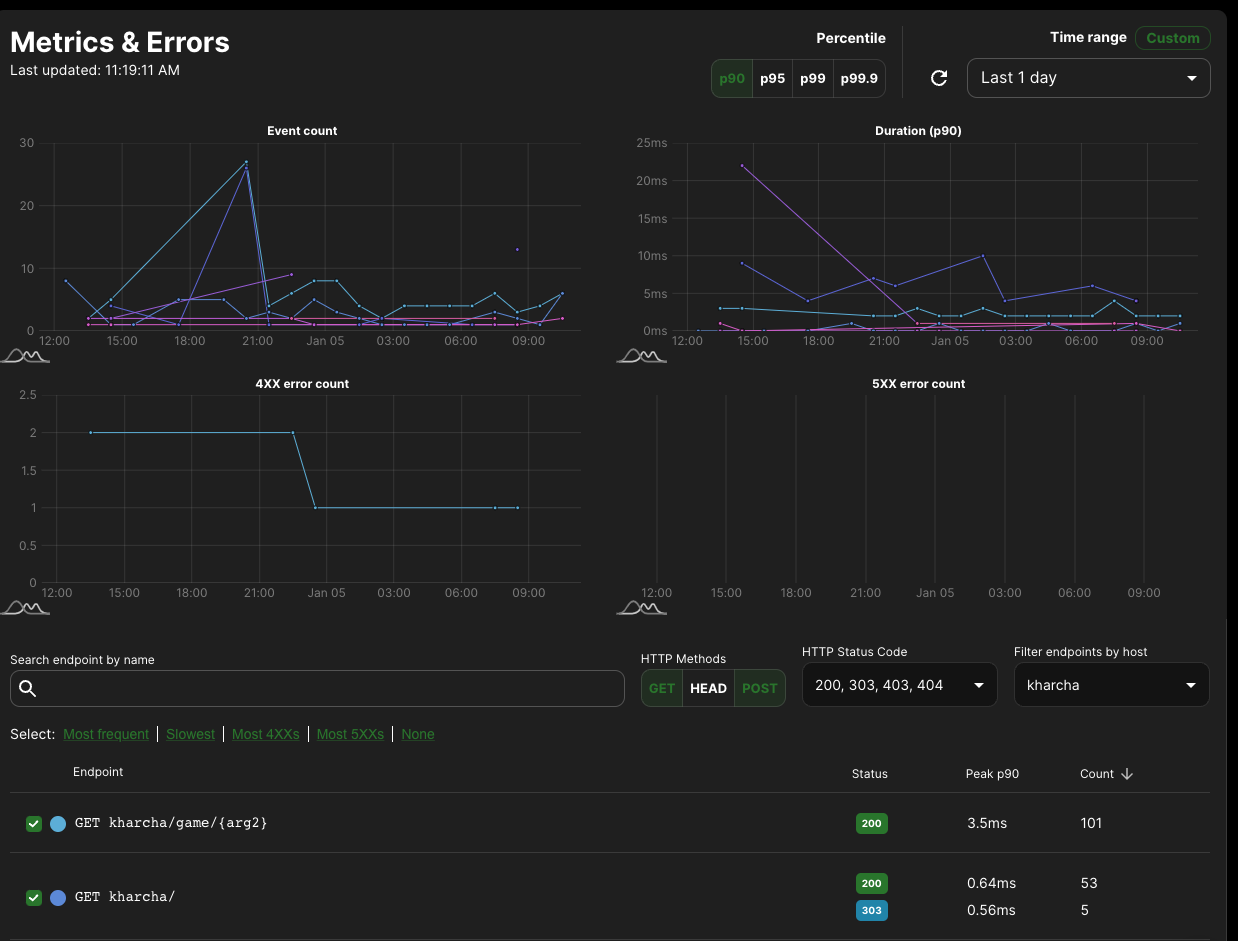 Metrics & Errors
Last updated: 11:19:11 AM
Percentile
p90 p95 p99 p99.9
Time range Custom
Last 1 day
Event count
30
20
10
0
12:00 15:00 18:00 21:00 Jan 05 03:00 06:00 09:00
Duration (p90)
25ms
20ms
15ms
10ms
5ms
0ms
12:00 15:00 18:00 21:00 Jan 05 03:00 06:00 09:00
4XX error count
2.5
2
1.5
1
0.5
0
12:00 15:00 18:00 21:00 Jan 05 03:00 06:00 09:00
5XX error count
12:00 15:00 18:00 21:00 Jan 05 03:00 06:00 09:00
Search endpoint by name
HTTP Methods
GET HEAD POST
HTTP Status Code
200, 303, 403, 404
Filter endpoints by host
kharcha
Select: Most frequent | Slowest | Most 4XXs | Most 5XXs | None
Endpoint Status Peak p90 Count
GET kharcha/game/{arg2} 200 3.5ms 101
GET kharcha/ 200 0.64ms 53
303 0.56ms 5